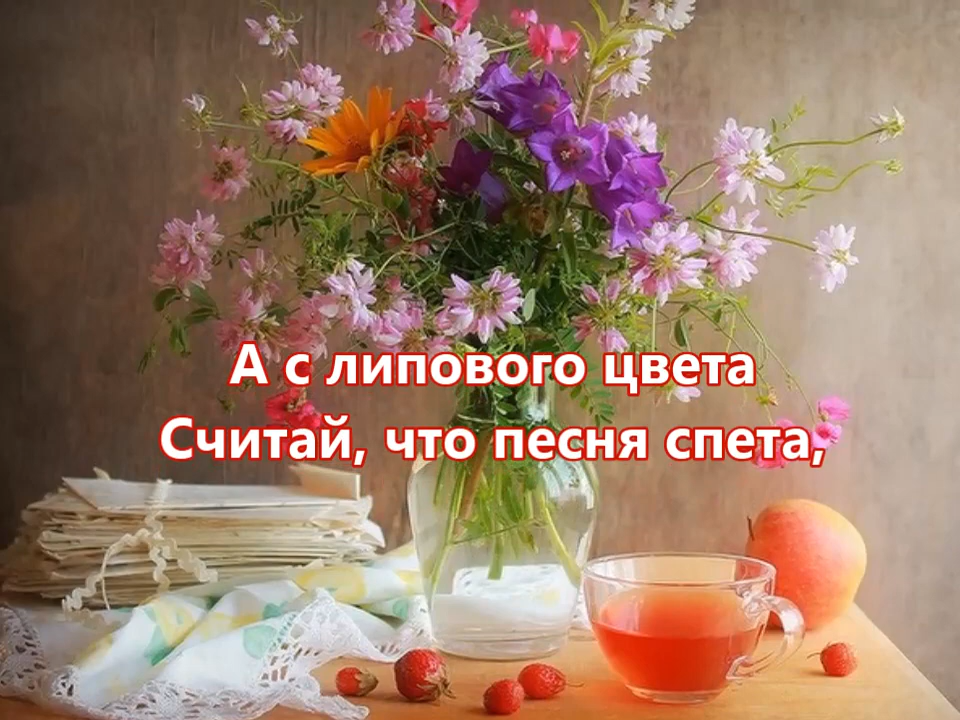 А с липового цвета
Считай, что песня спета,